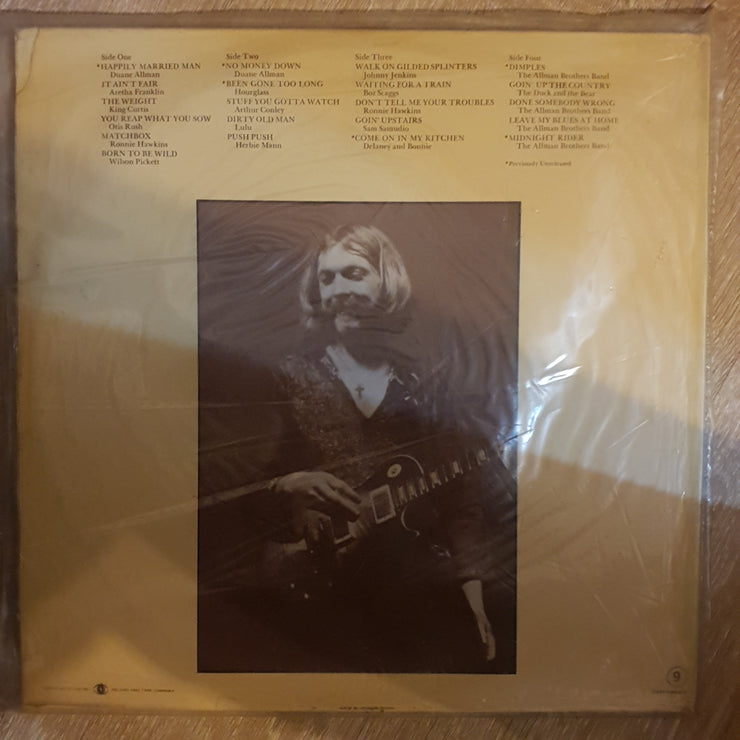 Side One
*HAPPILY MARRIED MAN
Duane Allman
IT AIN'T FAIR
Aretha Franklin
THE WEIGHT
King Curtis
YOU REAP WHAT YOU SOW
Otis Rush
MATCHBOX
Ronnie Hawkins
BORN TO BE WILD
Wilson Pickett
Side Two
*NO MONEY DOWN
Duane Allman
*BEEN GONE TOO LONG
Hourglass
STUFF YOU GOTTA WATCH
Arthur Conley
DIRTY OLD MAN
Lulu
PUSH PUSH
Herbie Mann
Side Three
WALK ON GILDED SPLINTERS
Johnny Jenkins
WAITING FOR A TRAIN
Boz Scaggs
DON'T TELL ME YOUR TROUBLES
Ronnie Hawkins
GOIN' UPSTAIRS
Sam Samudio
*COME ON IN MY KITCHEN
Delaney and Bonnie
Side Four
*DIMPLES
The Allman Brothers Band
GOIN' UP THE COUNTRY
The Duck and the Bear
DONE SOMEBODY WRONG
The Allman Brothers Band
LEAVE MY BLUES AT HOME
The Allman Brothers Band
*MIDNIGHT RIDER
The Allman Brothers Band
*Previously Unreleased
9